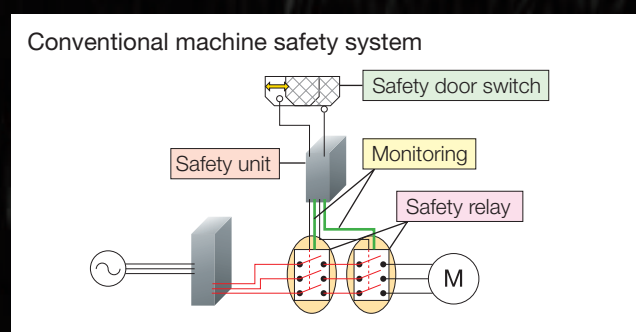 Conventional machine safety system
Safety door switch
Safety unit
Monitoring
Safety relay
M